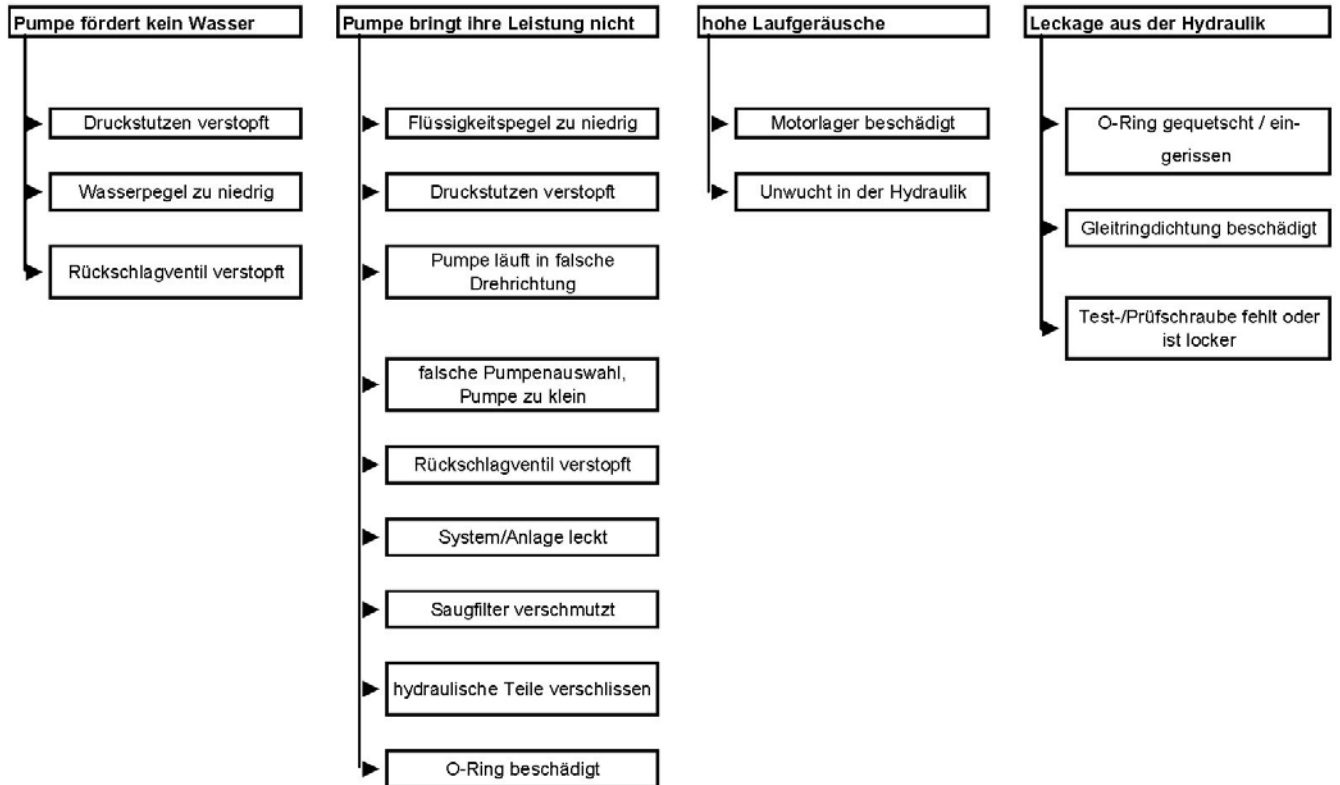 Pumpe fördert kein Wasser
Druckstutzen verstopft
Wasserpegel zu niedrig
Rückschlagventil verstopft
Pumpe bringt ihre Leistung nicht
Flüssigkeitspegel zu niedrig
Druckstutzen verstopft
Pumpe läuft in falsche
Drehrichtung
falsche Pumpenauswahl,
Pumpe zu klein
Rückschlagventil verstopft
System/Anlage leckt
Saugfilter verschmutzt
hydraulische Teile verschlissen
O-Ring beschädigt
hohe Laufgeräusche
Motorlager beschädigt
Unwucht in der Hydraulik
Leckage aus der Hydraulik
O-Ring gequetscht / ein-
gerissen
Gleitringdichtung beschädigt
Test-/Prüfschraube fehlt oder
ist locker